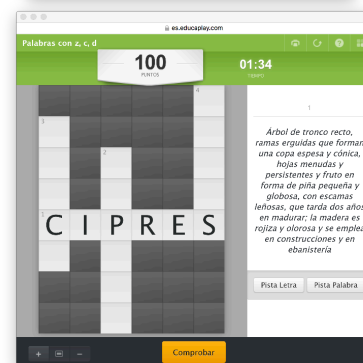 es.educaplay.com
Palabras con z, c, d
100
PUNTOS
01:34
TIEMPO
4
3
2
1
CIPRES
1
Árbol de tronco recto,
ramas erguidas que forman
una copa espesa y cónica,
hojas menudas y
persistentes y fruto en
forma de piña pequeña y
globosa, con escamas
leñosas, que tarda dos años
en madurar; la madera es
rojiza y olorosa y se emplea
en construcciones y en
ebanistería
Pista Letra
Pista Palabra
Comprobar